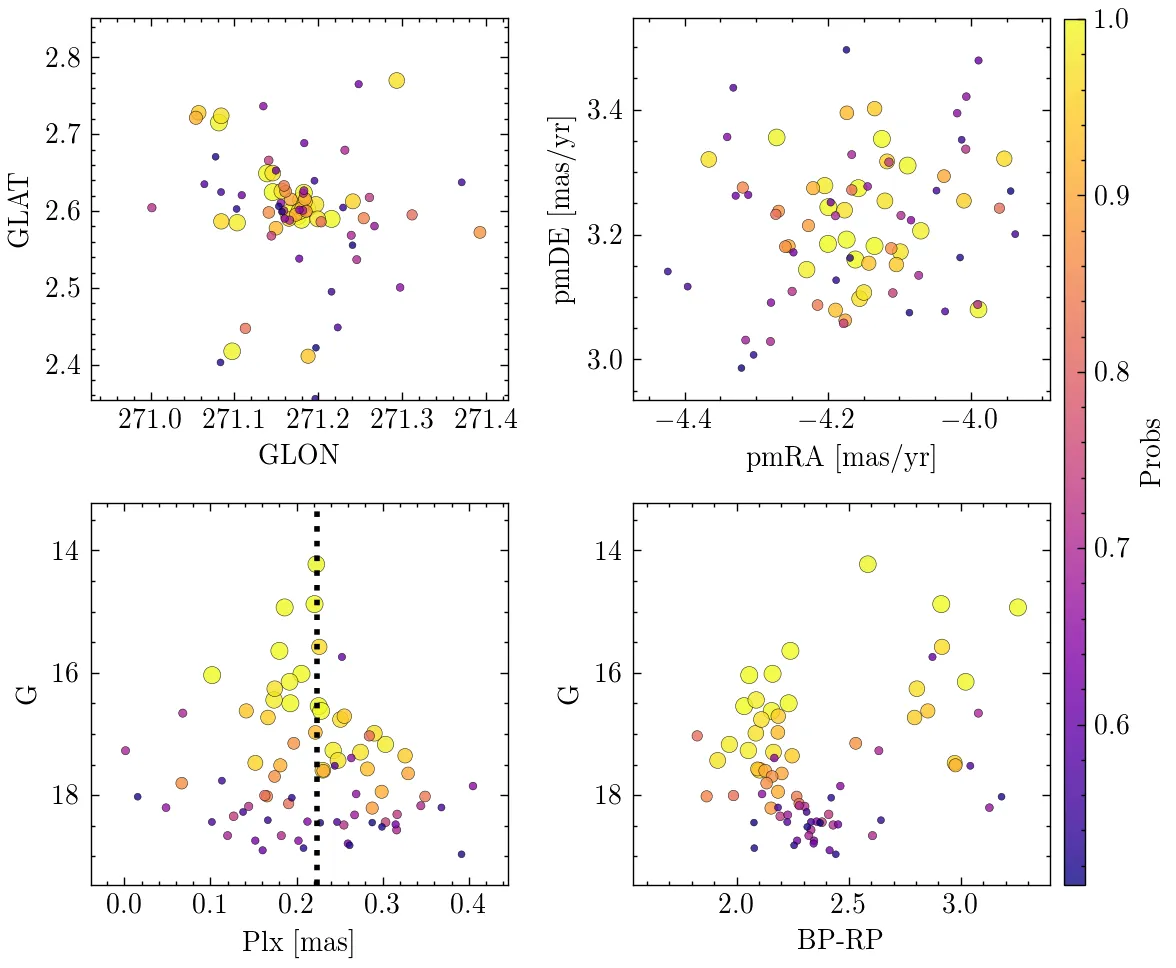 2.8
2.7
2.6
2.5
2.4
GLAT
271.0 271.1 271.2 271.3 271.4
GLON
3.4
3.2
3.0
pmDE [mas/yr]
−4.4 −4.2 −4.0
pmRA [mas/yr]
14
16
18
G
0.0 0.1 0.2 0.3 0.4
Plx [mas]
14
16
18
G
2.0 2.5 3.0
BP-RP
1.0
0.9
0.8
0.7
0.6
Probs